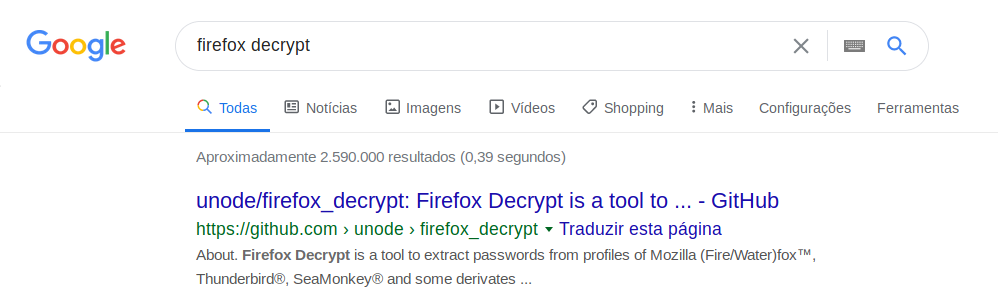 Google
firefox decrypt
Todas Notícias Imagens Vídeos Shopping Mais Configurações Ferramentas
Aproximadamente 2.590.000 resultados (0,39 segundos)
unode/firefox_decrypt: Firefox Decrypt is a tool to ... - GitHub
https://github.com › unode › firefox_decrypt Traduzir esta página
About. Firefox Decrypt is a tool to extract passwords from profiles of Mozilla (Fire/Water)fox™,
Thunderbird®, SeaMonkey® and some derivates ...